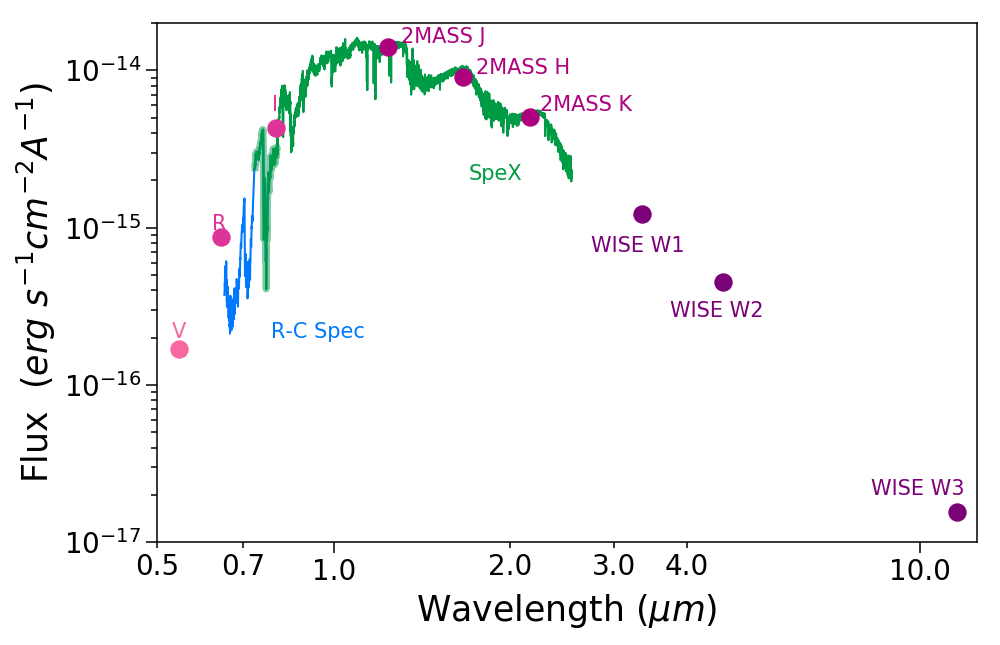 Flux (erg s⁻¹cm⁻²A⁻¹)
10⁻¹⁴
10⁻¹⁵
10⁻¹⁶
10⁻¹⁷
2MASS J
2MASS H
2MASS K
I
SpeX
R
WISE W1
V
R-C Spec
WISE W2
WISE W3
0.5 0.7 1.0 2.0 3.0 4.0 10.0
Wavelength (μm)